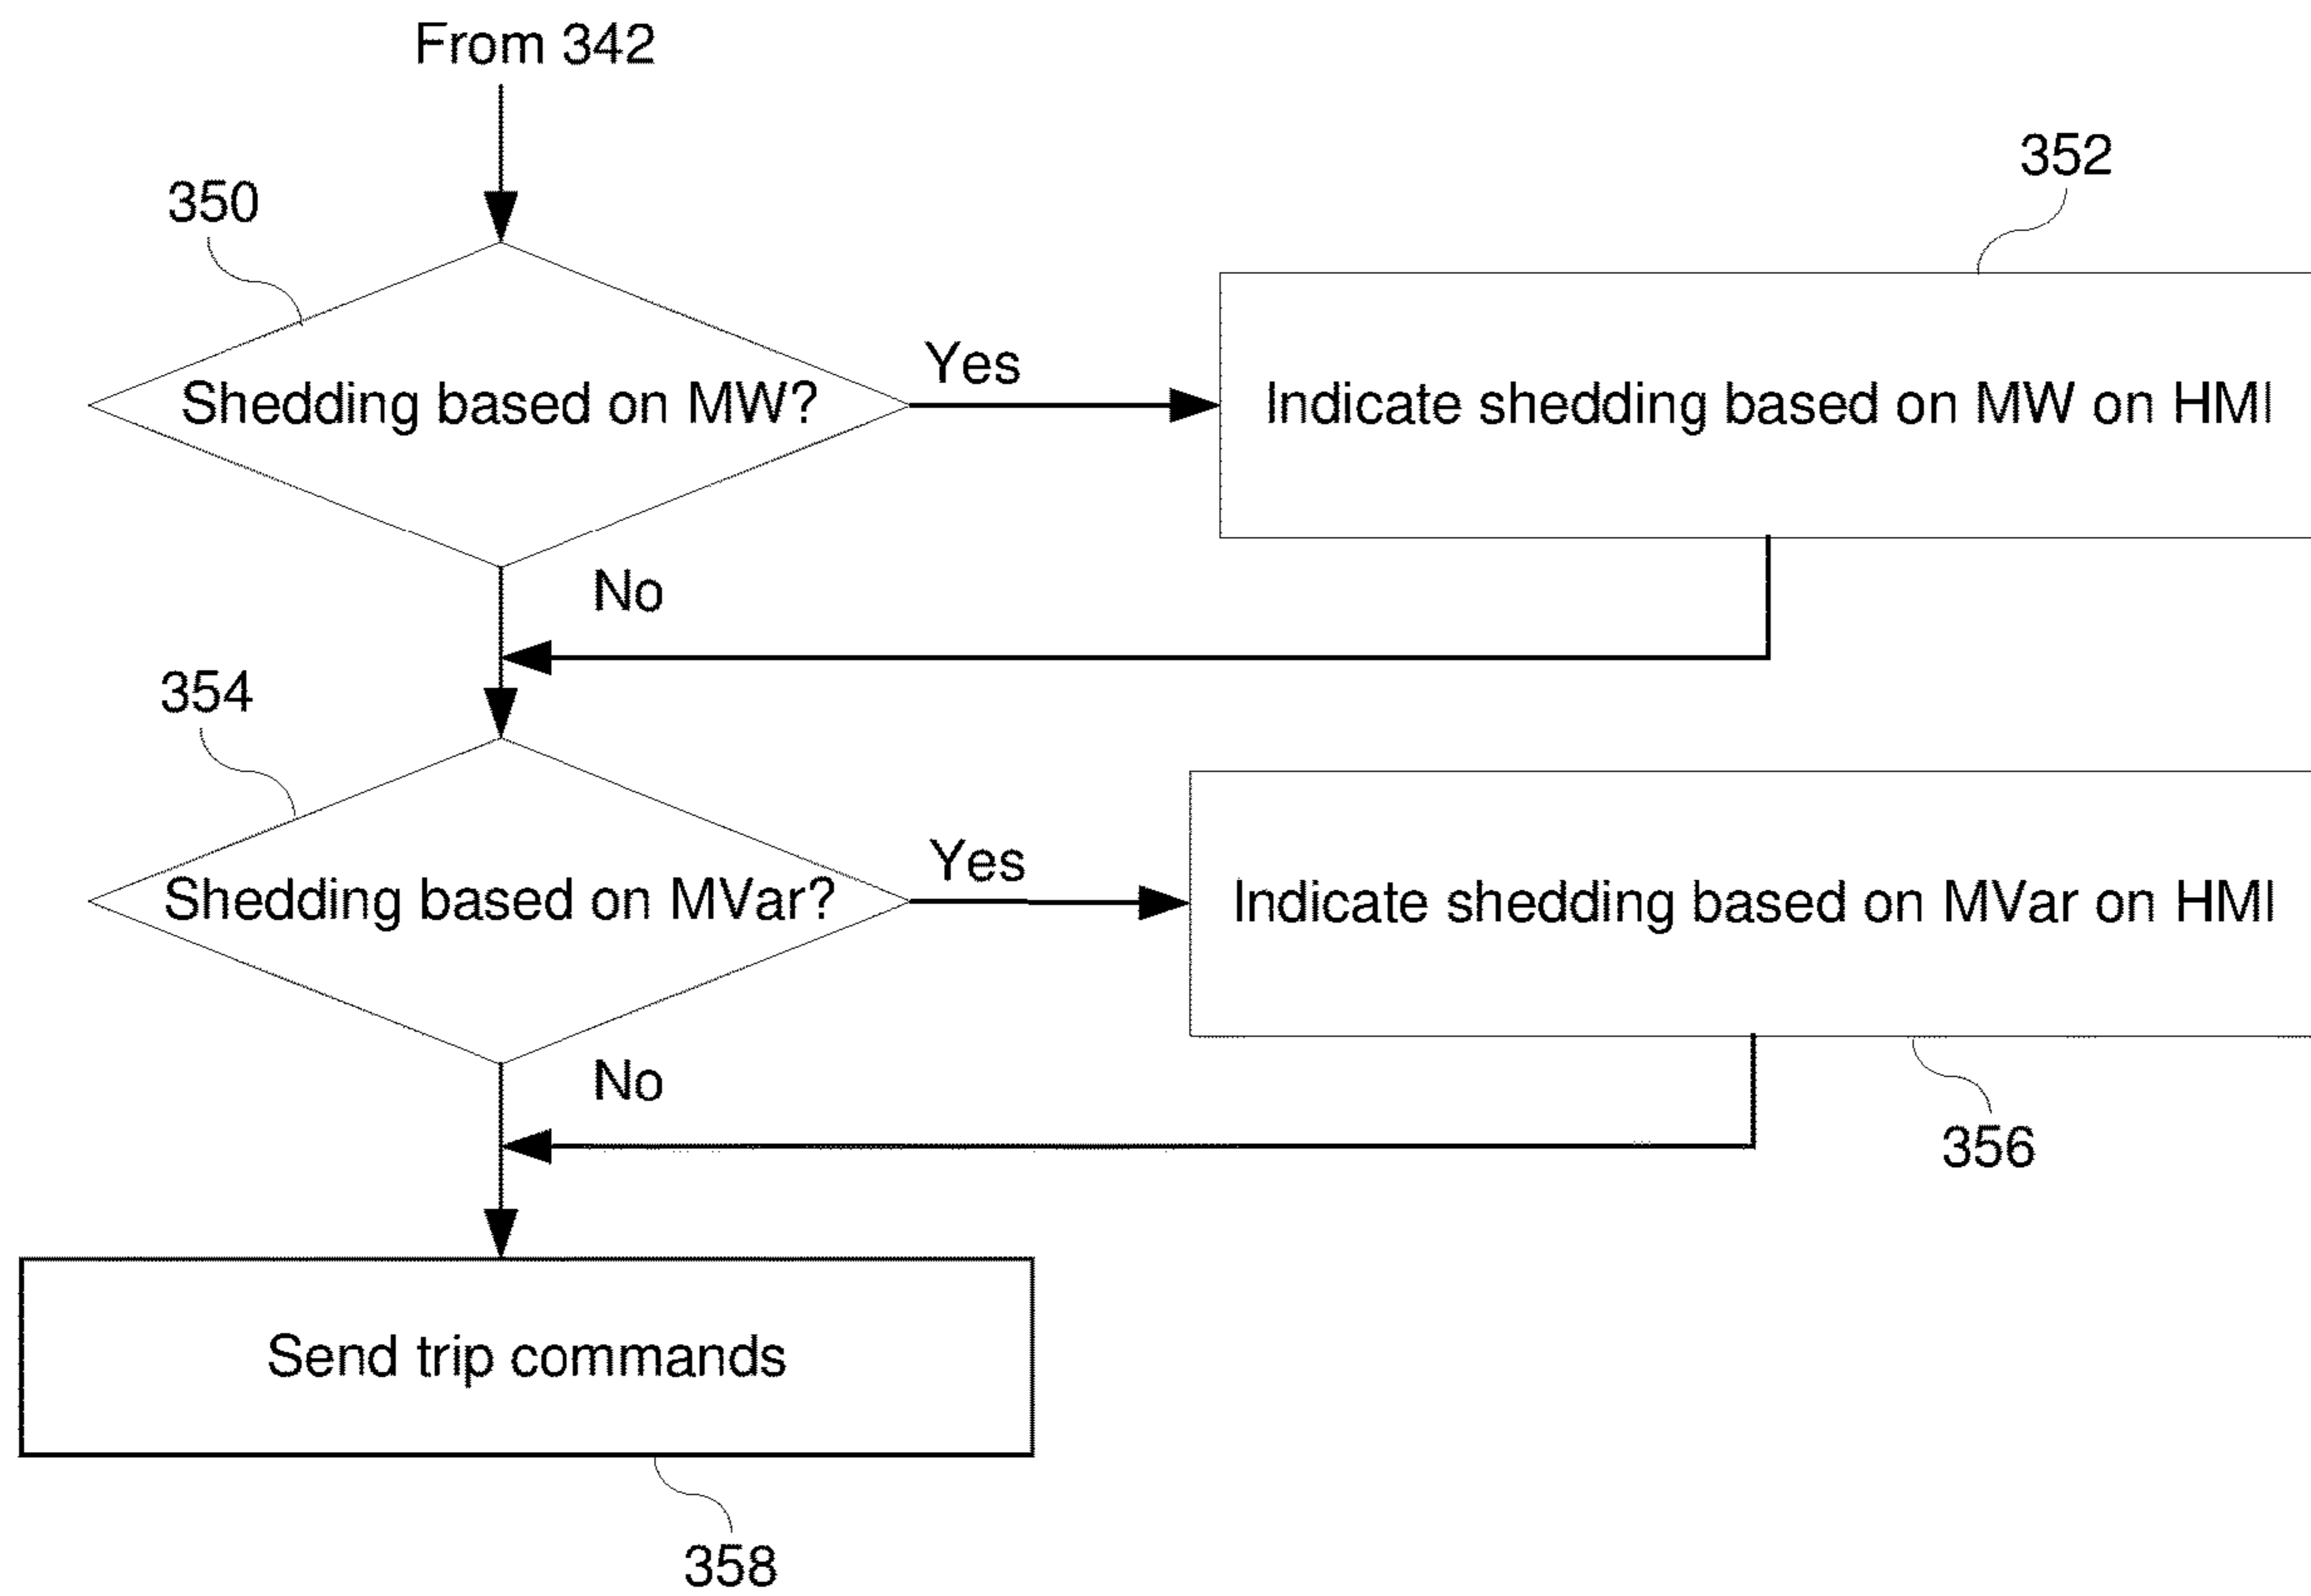 From 342
350
352
Shedding based on MW?
Yes
Indicate shedding based on MW on HMI
No
354
Shedding based on MVar?
Yes
Indicate shedding based on MVar on HMI
No
356
Send trip commands
358